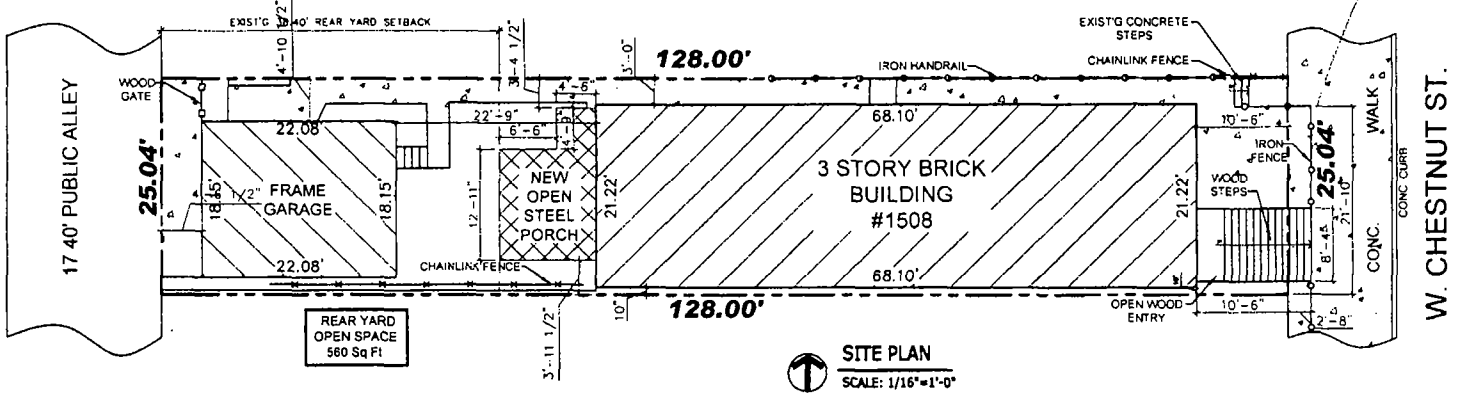 EXIST'G 38.40' REAR YARD SETBACK
4'-10 1/2"
3'-4 1/2"
128.00'
3'-0"
EXIST'G CONCRETE
STEPS
IRON HANDRAIL
CHAINLINK FENCE
WOOD
GATE
4'-6"
22.08'
22'-9"
6'-6"
4'-9"
68.10'
10'-6"
17 40' PUBLIC ALLEY
25.04'
18.15'
1/2"
FRAME
GARAGE
18.15'
12'-11"
NEW
OPEN
STEEL
PORCH
21.22'
3 STORY BRICK
BUILDING
#1508
21.22'
IRON
FENCE
WOOD
STEPS
25.04'
21'-10"
8'-4"
CONC. WALK
CONC CURB
W. CHESTNUT ST.
22.08'
CHAINLINK FENCE
68.10'
OPEN WOOD
ENTRY
10'-6"
2'-8"
128.00'
10"
3'-11 1/2"
REAR YARD
OPEN SPACE
560 Sq Ft
SITE PLAN
SCALE: 1/16"=1'-0"